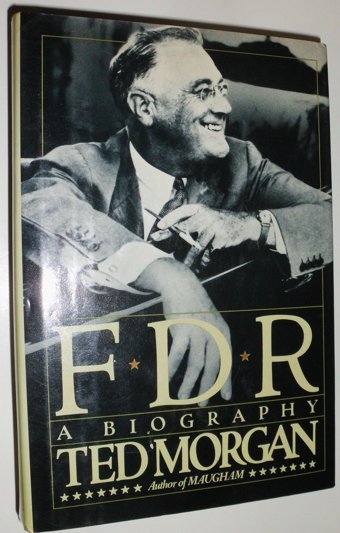 F★D★R
A BIOGRAPHY
TED MORGAN
Author of MAUGHAM